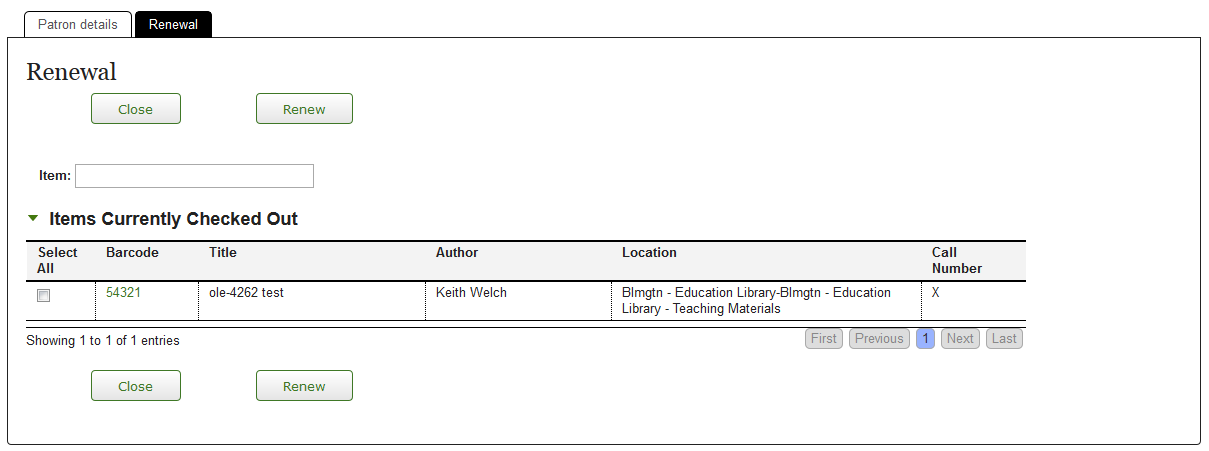 Patron details Renewal
Renewal
Close Renew
Item:
Items Currently Checked Out
Select All Barcode Title Author Location Call Number
54321 ole-4262 test Keith Welch Blmgtn - Education Library-Blmgtn - Education Library - Teaching Materials X
Showing 1 to 1 of 1 entries First Previous 1 Next Last
Close Renew